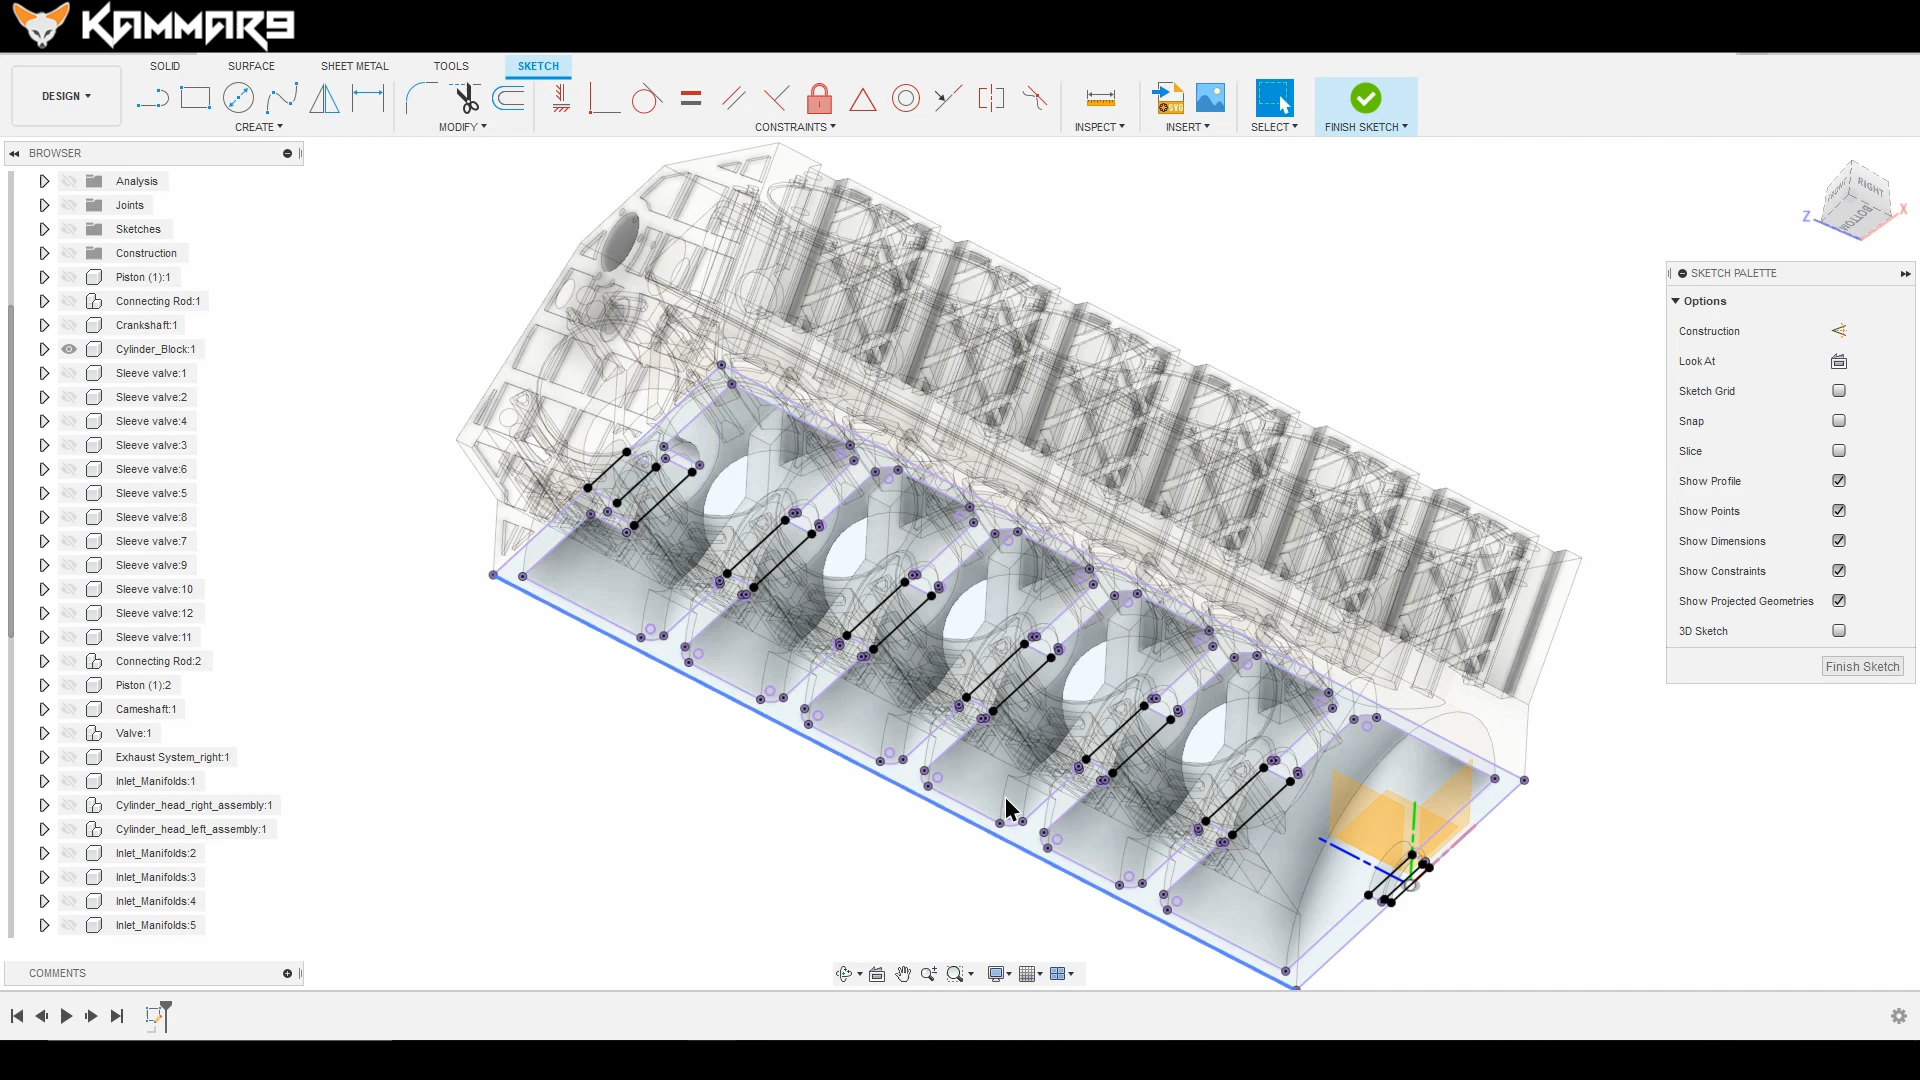 KAMMAR9
SOLID SURFACE SHEET METAL TOOLS SKETCH
DESIGN
CREATE MODIFY CONSTRAINTS INSPECT INSERT SELECT FINISH SKETCH
SVG
BROWSER
Analysis
Joints
Sketches
Construction
Piston (1):1
Connecting Rod:1
Crankshaft:1
Cylinder_Block:1
Sleeve valve:1
Sleeve valve:2
Sleeve valve:4
Sleeve valve:3
Sleeve valve:6
Sleeve valve:5
Sleeve valve:8
Sleeve valve:7
Sleeve valve:9
Sleeve valve:10
Sleeve valve:12
Sleeve valve:11
Connecting Rod:2
Piston (1):2
Cameshaft:1
Valve:1
Exhaust System_right:1
Inlet_Manifolds:1
Cylinder_head_right_assembly:1
Cylinder_head_left_assembly:1
Inlet_Manifolds:2
Inlet_Manifolds:3
Inlet_Manifolds:4
Inlet_Manifolds:5
COMMENTS
RIGHT
BOTTOM
Z
X
SKETCH PALETTE
Options
Construction
Look At
Sketch Grid
Snap
Slice
Show Profile
Show Points
Show Dimensions
Show Constraints
Show Projected Geometries
3D Sketch
Finish Sketch